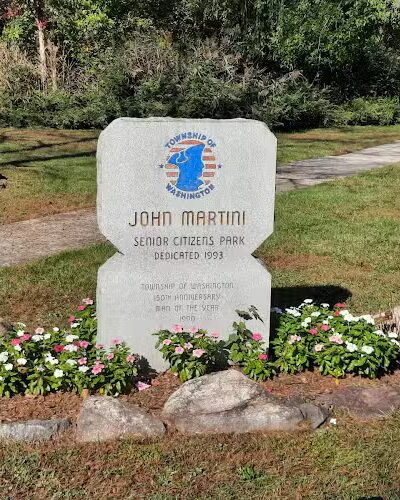 TOWNSHIP OF
WASHINGTON
JOHN MARTINI
SENIOR CITIZENS PARK
DEDICATED 1993
TOWNSHIP OF WASHINGTON
150TH ANNIVERSARY
MAN OF THE YEAR
1990